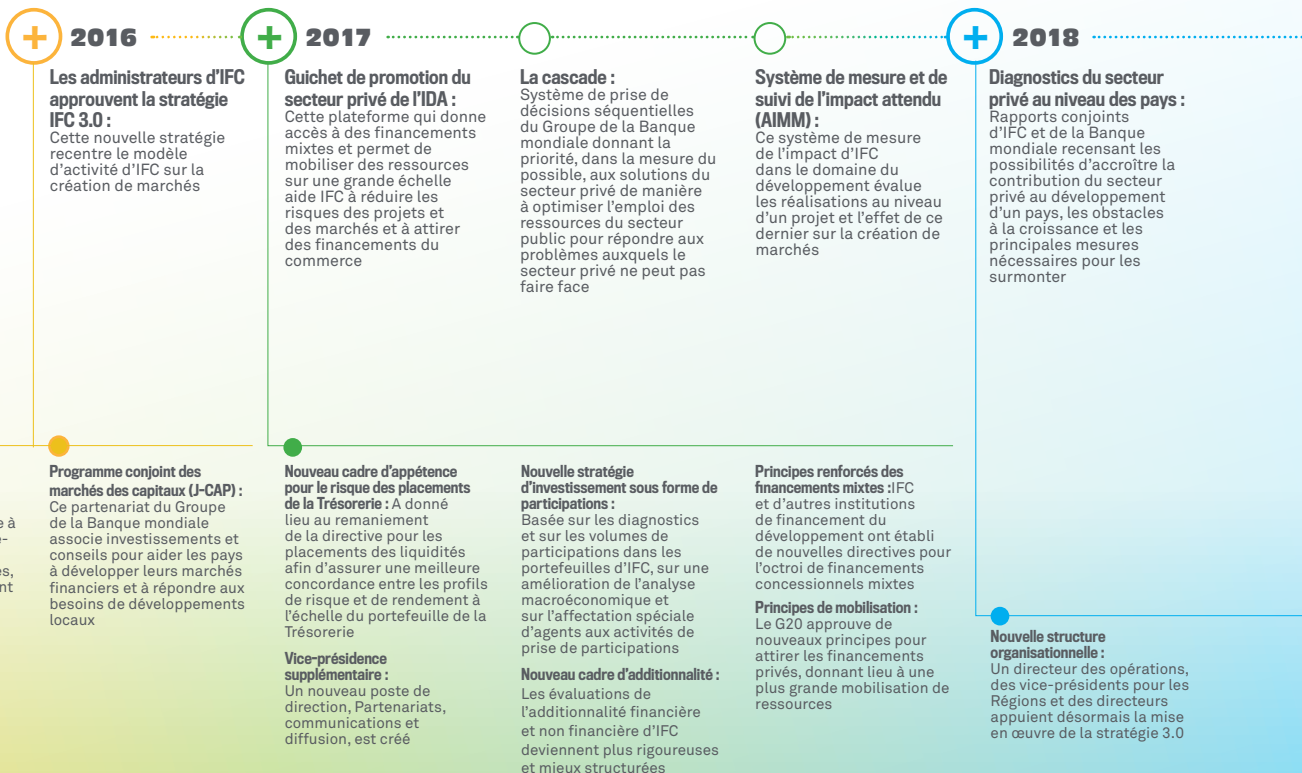 2016
Les administrateurs d'IFC
approuvent la stratégie
IFC 3.0 :
Cette nouvelle stratégie
recentre le modèle
d'activité d'IFC sur la
création de marchés
2017
Guichet de promotion du
secteur privé de l'IDA :
Cette plateforme qui donne
accès à des financements
mixtes et permet de
mobiliser des ressources
sur une grande échelle
aide IFC à réduire les
risques des projets et
des marchés et à attirer
des financements du
commerce
La cascade :
Système de prise de
décisions séquentielles
du Groupe de la Banque
mondiale donnant la
priorité, dans la mesure du
possible, aux solutions du
secteur privé de manière
à optimiser l'emploi des
ressources du secteur
public pour répondre aux
problèmes auxquels le
secteur privé ne peut pas
faire face
Système de mesure et de
suivi de l'impact attendu
(AIMM) :
Ce système de mesure
de l'impact d'IFC
dans le domaine du
développement évalue
les réalisations au niveau
d'un projet et l'effet de ce
dernier sur la création de
marchés
2018
Diagnostics du secteur
privé au niveau des pays :
Rapports conjoints
d'IFC et de la Banque
mondiale recensant les
possibilités d'accroître la
contribution du secteur
privé au développement
d'un pays, les obstacles
à la croissance et les
principales mesures
nécessaires pour les
surmonter
Programme conjoint des
marchés des capitaux (J-CAP) :
Ce partenariat du Groupe
de la Banque mondiale
associe investissements et
conseils pour aider les pays
à développer leurs marchés
financiers et à répondre aux
besoins de développements
locaux
Nouveau cadre d'appétence
pour le risque des placements
de la Trésorerie : A donné
lieu au remaniement
de la directive pour les
placements des liquidités
afin d'assurer une meilleure
concordance entre les profils
de risque et de rendement à
l'échelle du portefeuille de la
Trésorerie
Vice-présidence
supplémentaire :
Un nouveau poste de
direction, Partenariats,
communications et
diffusion, est créé
Nouvelle stratégie
d'investissement sous forme de
participations :
Basée sur les diagnostics
et sur les volumes de
participations dans les
portefeuilles d'IFC, sur une
amélioration de l'analyse
macroéconomique et
sur l'affectation spéciale
d'agents aux activités de
prise de participations
Nouveau cadre d'additionnalité :
Les évaluations de
l'additionnalité financière
et non financière d'IFC
deviennent plus rigoureuses
et mieux structurées
Principes renforcés des
financements mixtes :IFC
et d'autres institutions
de financement du
développement ont établi
de nouvelles directives pour
l'octroi de financements
concessionnels mixtes
Principes de mobilisation :
Le G20 approuve de
nouveaux principes pour
attirer les financements
privés, donnant lieu à une
plus grande mobilisation de
ressources
Nouvelle structure
organisationnelle :
Un directeur des opérations,
des vice-présidents pour les
Régions et des directeurs
appuient désormais la mise
en œuvre de la stratégie 3.0